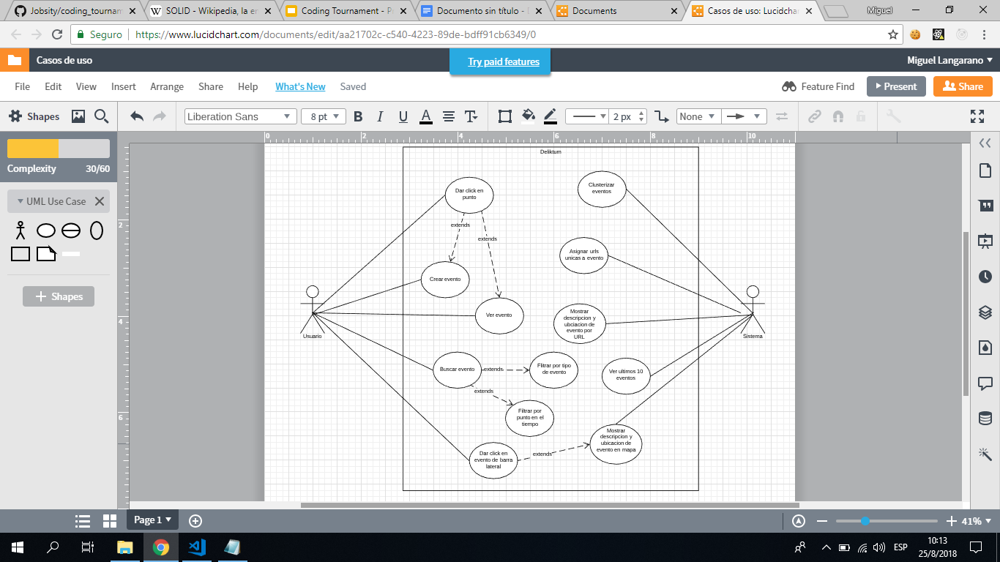 Jobsity/coding_tournam
SOLID - Wikipedia, la en
Coding Tournament - Pr
Documento sin título - 
Documents
Casos de uso: Lucidchar
Miguel
Seguro
https://www.lucidchart.com/documents/edit/aa21702c-c540-4223-89de-bdff91cb6349/0
Casos de uso
Try paid features
Miguel Langarano
File
Edit
View
Insert
Arrange
Share
Help
What's New
Saved
Feature Find
Present
Share
Shapes
Liberation Sans
8 pt
B
I
U
A
T
2 px
None
Complexity
30/60
UML Use Case
Shapes
0
2
4
6
8
10
2
4
6
Deliktum
Dar click en
punto
Clusterizar
eventos
extends
extends
Asignar urls
unicas a evento
Crear evento
Ver evento
Mostrar
descripcion y
ubciacion de
evento por
URL
Usuario
Sistema
Buscar evento
extends
Flitrar por tipo
de evento
Ver ultimos 10
eventos
extends
Filtrar por
punto en el
tiempo
Mostrar
descripcion y
ubicacion de
evento en mapa
Dar click en
evento de barra
lateral
extends
Page 1
41%
ESP
10:13
25/8/2018